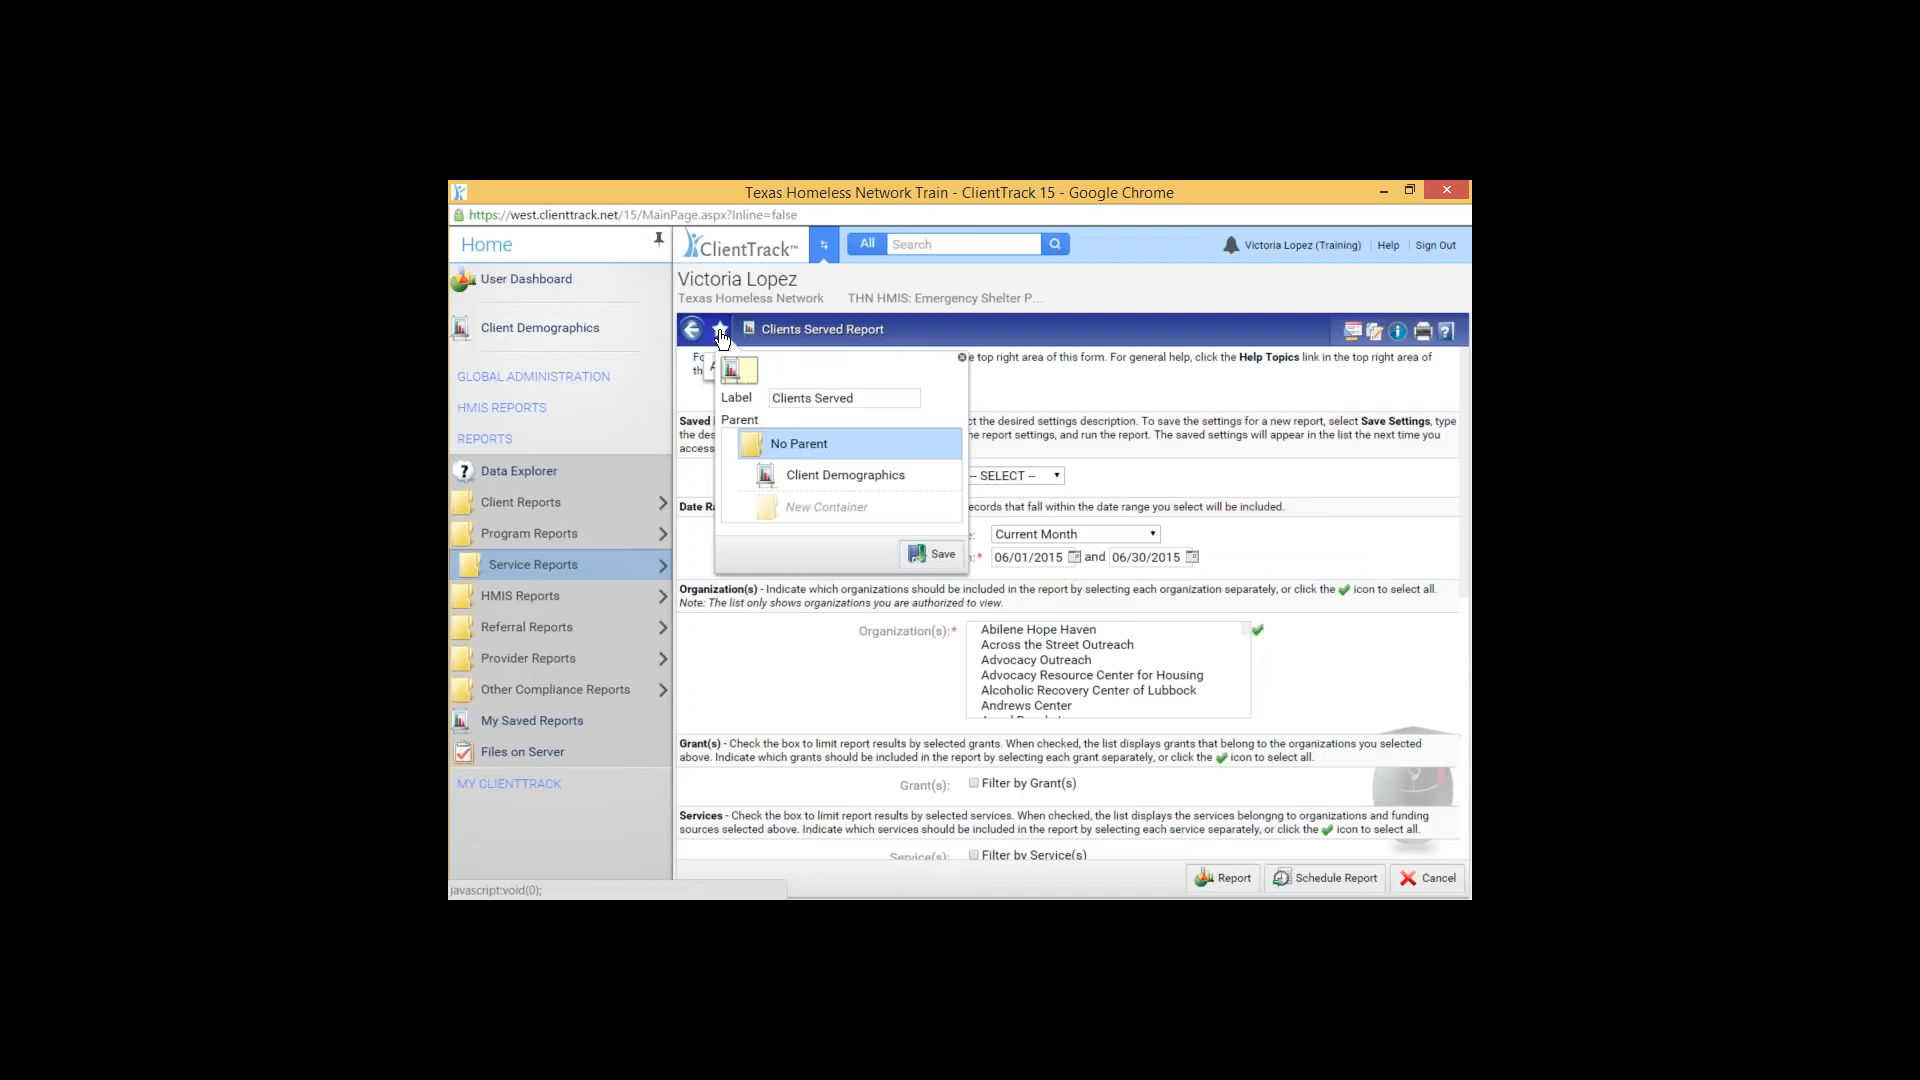 Texas Homeless Network Train - ClientTrack 15 - Google Chrome
https://west.clienttrack.net/15/MainPage.aspx?Inline=false
Home
ClientTrack™
All
Search
Victoria Lopez (Training)
Help
Sign Out
User Dashboard
Client Demographics
GLOBAL ADMINISTRATION
HMIS REPORTS
REPORTS
Data Explorer
Client Reports
Program Reports
Service Reports
HMIS Reports
Referral Reports
Provider Reports
Other Compliance Reports
My Saved Reports
Files on Server
MY CLIENTTRACK
javascript:void(0);
Victoria Lopez
Texas Homeless Network THN HMIS: Emergency Shelter P...
Clients Served Report
Label Clients Served
Parent
No Parent
Client Demographics
New Container
Save
e top right area of this form. For general help, click the Help Topics link in the top right area of
th
Saved ct the desired settings description. To save the settings for a new report, select Save Settings, type
the des he report settings, and run the report. The saved settings will appear in the list the next time you
access
-- SELECT --
Date Ra ecords that fall within the date range you select will be included.
Current Month
06/01/2015 and 06/30/2015
Organization(s) - Indicate which organizations should be included in the report by selecting each organization separately, or click the icon to select all.
Note: The list only shows organizations you are authorized to view.
Organization(s):*
Abilene Hope Haven
Across the Street Outreach
Advocacy Outreach
Advocacy Resource Center for Housing
Alcoholic Recovery Center of Lubbock
Andrews Center
Grant(s) - Check the box to limit report results by selected grants. When checked, the list displays grants that belong to the organizations you selected
above. Indicate which grants should be included in the report by selecting each grant separately, or click the icon to select all.
Grant(s): Filter by Grant(s)
Services - Check the box to limit report results by selected services. When checked, the list displays the services belongng to organizations and funding
sources selected above. Indicate which services should be included in the report by selecting each service separately, or click the icon to select all.
Service(s): Filter by Service(s)
Report
Schedule Report
Cancel